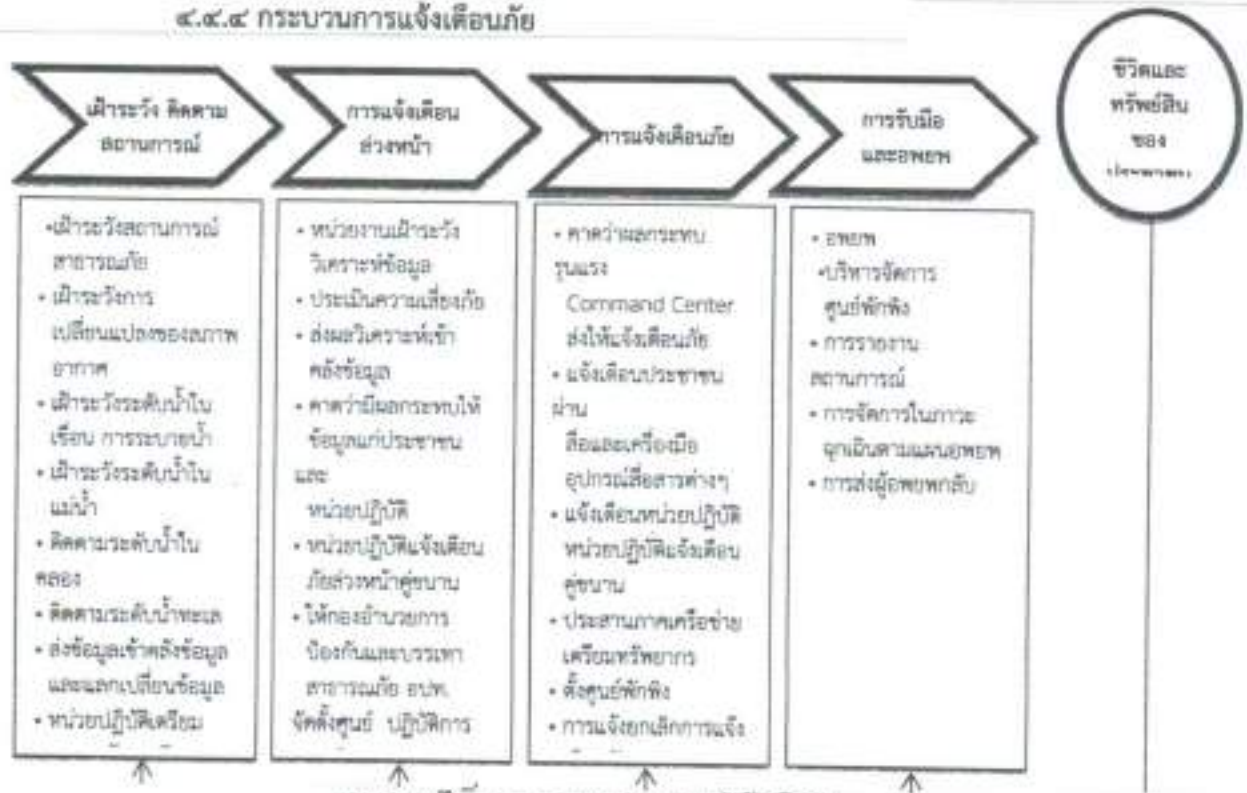 ๔.๔.๔ กระบวนการแจ้งเตือนภัย
เฝ้าระวัง ติดตาม
สถานการณ์
การแจ้งเตือน
ล่วงหน้า
การแจ้งเตือนภัย
การรับมือ
และอพยพ
ชีวิตและ
ทรัพย์สิน
ของ
•เฝ้าระวังสถานการณ์
สาธารณภัย
• เฝ้าระวังการ
เปลี่ยนแปลงของสภาพ
อากาศ
• เฝ้าระวังระดับน้ำใน
เขื่อน การระบายน้ำ
• เฝ้าระวังระดับน้ำใน
แม่น้ำ
• ติดตามระดับน้ำใน
คลอง
• ติดตามระดับน้ำทะเล
• ส่งข้อมูลเข้าคลังข้อมูล
และแลกเปลี่ยนข้อมูล
• หน่วยปฏิบัติเตรียม
• หน่วยงานเฝ้าระวัง
วิเคราะห์ข้อมูล
• ประเมินความเสี่ยงภัย
• ส่งผลวิเคราะห์เข้า
คลังข้อมูล
• คาดว่ามีผลกระทบให้
ข้อมูลแก่ประชาชน
และ
หน่วยปฏิบัติ
• หน่วยปฏิบัติแจ้งเตือน
ภัยล่วงหน้าคู่ขนาน
• ให้กองอำนวยการ
ป้องกันและบรรเทา
สาธารณภัย อปท.
จัดตั้งศูนย์ ปฏิบัติการ
• คาดว่าผลกระทบ
รุนแรง
Command Center
ส่งให้แจ้งเตือนภัย
• แจ้งเตือนประชาชน
ผ่าน
สื่อและเครื่องมือ
อุปกรณ์สื่อสารต่างๆ
• แจ้งเตือนหน่วยปฏิบัติ
หน่วยปฏิบัติแจ้งเตือน
คู่ขนาน
• ประสานภาคเครือข่าย
เตรียมทรัพยากร
• ตั้งศูนย์พักพิง
• การแจ้งยกเลิกการแจ้ง
• อพยพ
•บริหารจัดการ
ศูนย์พักพิง
• การรายงาน
สถานการณ์
• การจัดการในภาวะ
ฉุกเฉินตามแผนอพยพ
• การส่งผู้อพยพกลับ